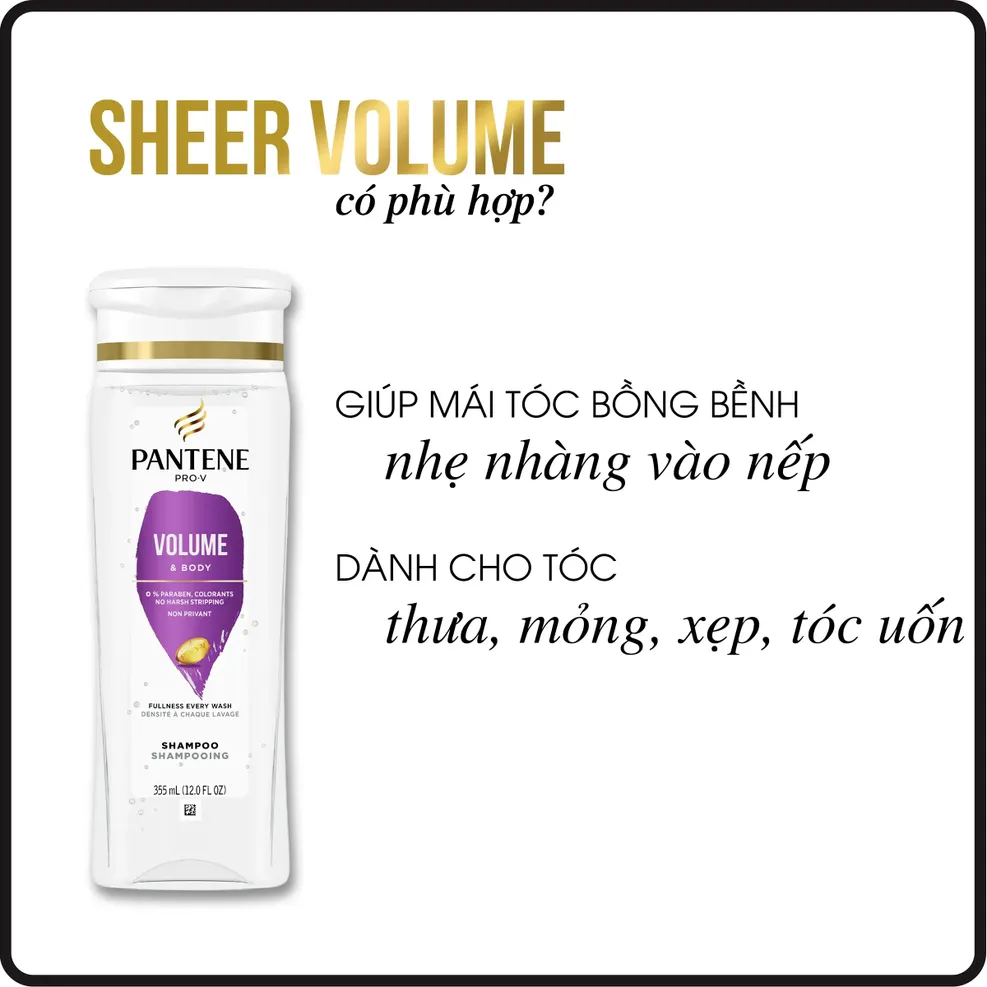 SHEER VOLUME
có phù hợp?
PANTENE
PRO-V
VOLUME
& BODY
0 % PARABEN, COLORANTS
NO HARSH STRIPPING
NON PRIVANT
FULLNESS EVERY WASH
DENSITÉ À CHAQUE LAVAGE
SHAMPOO
SHAMPOOING
355 mL (12.0 FL OZ)
GIÚP MÁI TÓC BỒNG BỀNH
nhẹ nhàng vào nếp
DÀNH CHO TÓC
thưa, mỏng, xẹp, tóc uốn